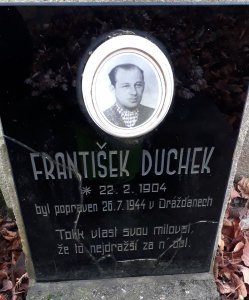 FRANTIŠEK DUCHEK
* 22. 2. 1904
byl popraven 26.7.1944 v Drážďanech
Tolik vlast svou miloval,
že to nejdražší za ni dal.